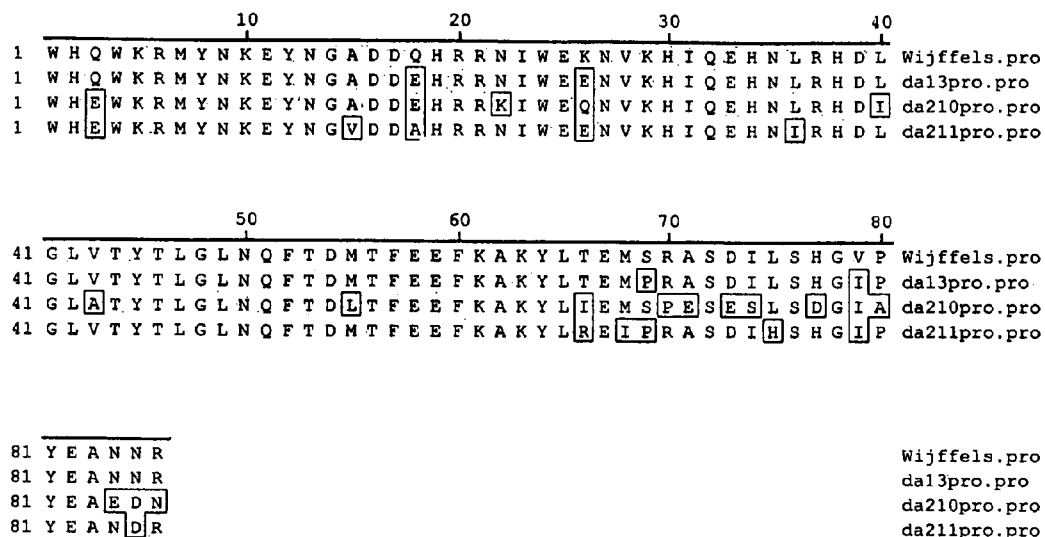 10 20 30 40
1 W H Q W K R M Y N K E Y N G A D D Q H R R N I W E K N V K H I Q E H N L R H D L Wijffels.pro
1 W H Q W K R M Y N K E Y N G A D D E H R R N I W E E N V K H I Q E H N L R H D L da13pro.pro
1 W H E W K R M Y N K E Y N G A D D E H R R K I W E Q N V K H I Q E H N L R H D I da210pro.pro
1 W H E W K R M Y N K E Y N G V D D A H R R N I W E E N V K H I Q E H N I R H D L da211pro.pro
50 60 70 80
41 G L V T Y T L G L N Q F T D M T F E E F K A K Y L T E M S R A S D I L S H G V P Wijffels.pro
41 G L V T Y T L G L N Q F T D M T F E E F K A K Y L T E M P R A S D I L S H G I P da13pro.pro
41 G L A T Y T L G L N Q F T D L T F E E F K A K Y L I E M S P E S E S L S D G I A da210pro.pro
41 G L V T Y T L G L N Q F T D M T F E E F K A K Y L R E I P R A S D I H S H G I P da211pro.pro
81 Y E A N N R Wijffels.pro
81 Y E A N N R da13pro.pro
81 Y E A E D N da210pro.pro
81 Y E A N D R da211pro.pro